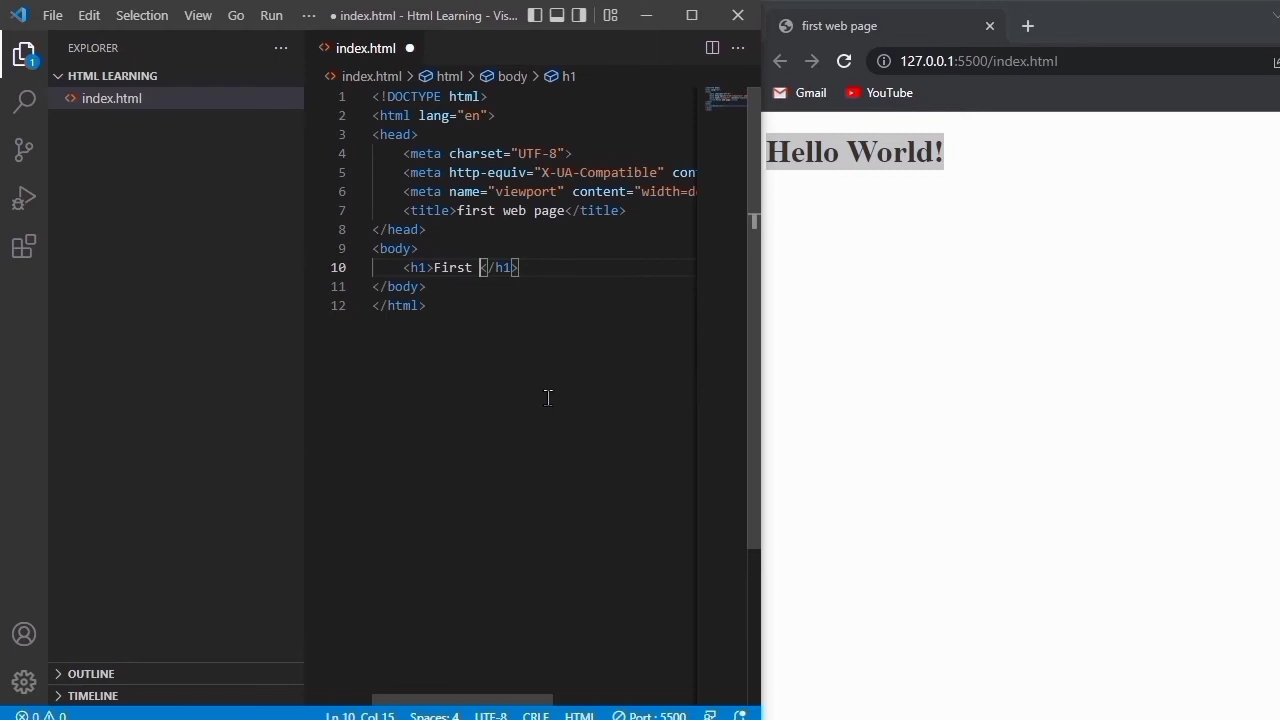 File Edit Selection View Go Run ··· ● index.html - Html Learning - Vis...
EXPLORER ···
1
HTML LEARNING
index.html
OUTLINE
TIMELINE
index.html ●
index.html > html > body > h1
1 <!DOCTYPE html>
2 <html lang="en">
3 <head>
4 <meta charset="UTF-8">
5 <meta http-equiv="X-UA-Compatible" con
6 <meta name="viewport" content="width=d
7 <title>first web page</title>
8 </head>
9 <body>
10 <h1>First </h1>
11 </body>
12 </html>
0 0 Ln 10, Col 15 Spaces: 4 UTF-8 CRLF HTML Port : 5500
first web page
127.0.0.1:5500/index.html
Gmail YouTube
Hello World!